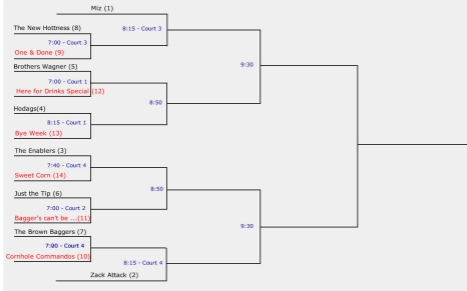 Miz (1)
The New Hottness (8)
8:15 - Court 3
7:00 - Court 3
One & Done (9)
9:30
Brothers Wagner (5)
7:00 - Court 1
Here for Drinks Special (12)
8:50
Hodags(4)
8:15 - Court 1
Bye Week (13)
The Enablers (3)
7:40 - Court 4
Sweet Corn (14)
8:50
Just the Tip (6)
7:00 - Court 2
Bagger's can't be ...(11)
9:30
The Brown Baggers (7)
7:00 - Court 4
Cornhole Commandos (10)
8:15 - Court 4
Zack Attack (2)